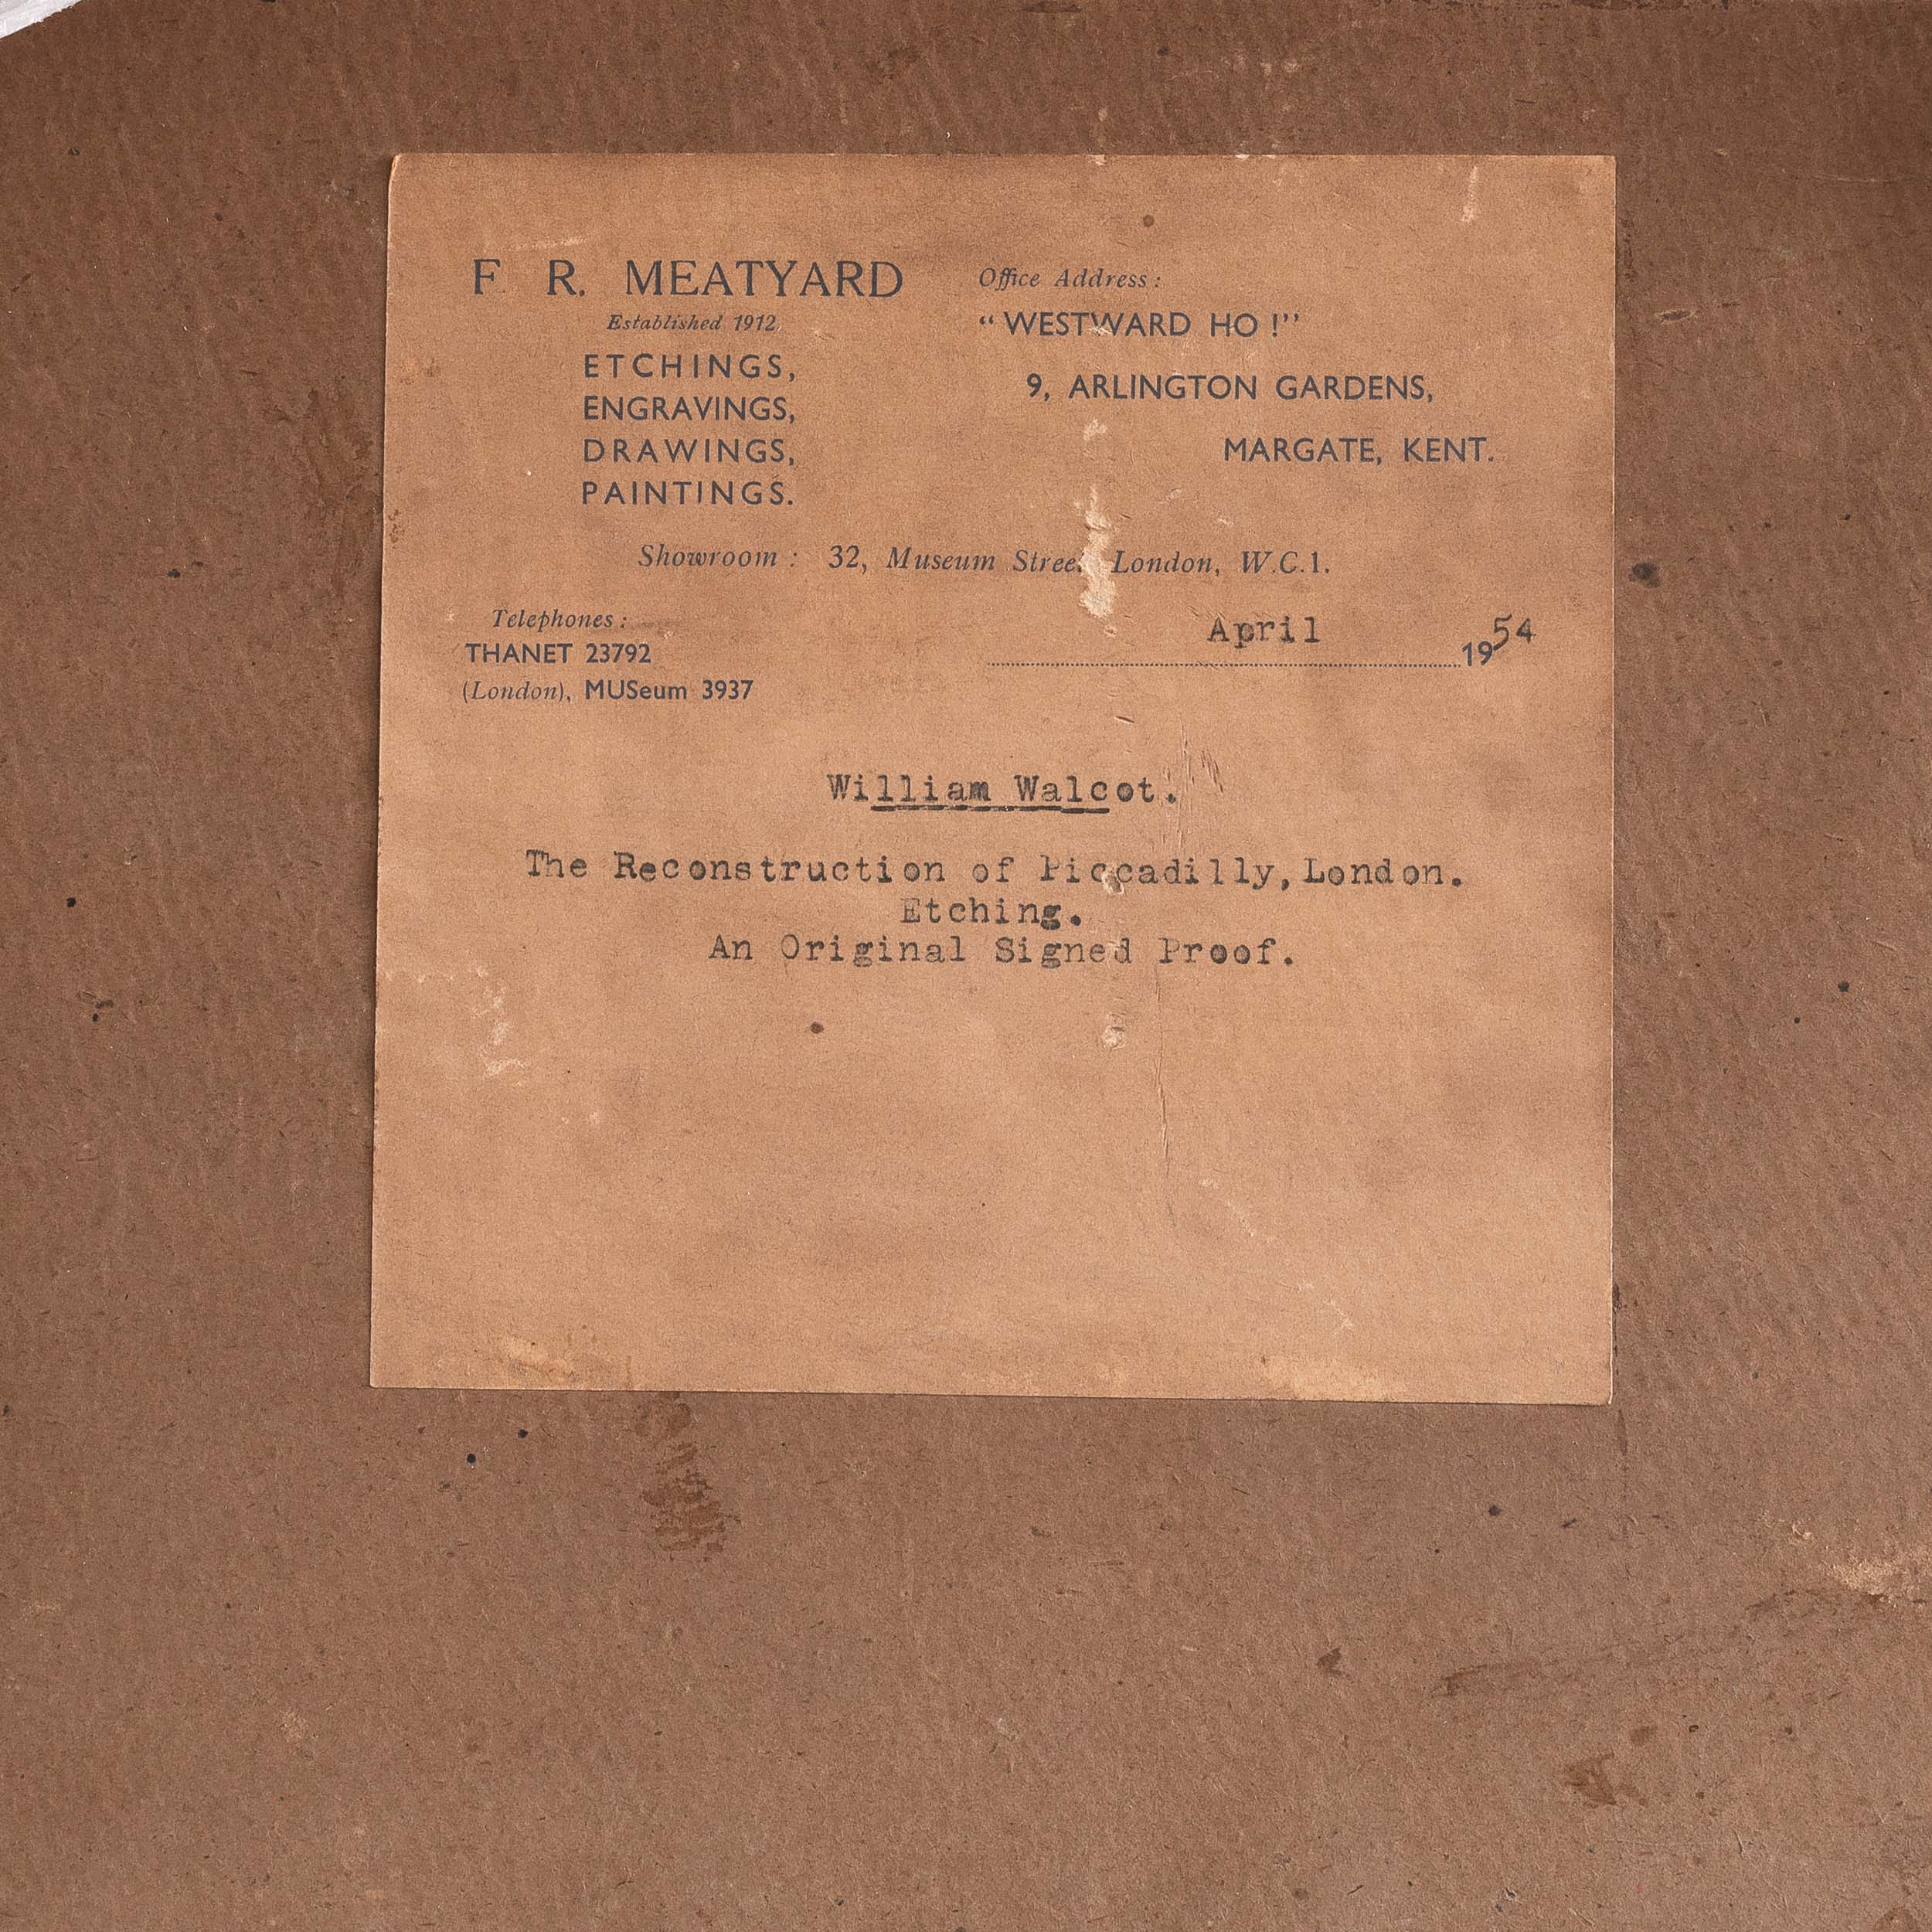 F. R. MEATYARD
Established 1912.
ETCHINGS,
ENGRAVINGS,
DRAWINGS,
PAINTINGS.
Office Address:
"WESTWARD HO!"
9, ARLINGTON GARDENS,
MARGATE, KENT.
Showroom: 32, Museum Street London, W.C.1.
Telephones:
THANET 23792
(London), MUSeum 3937
April 1954
William Walcot.
The Reconstruction of Piccadilly, London.
Etching.
An Original Signed Proof.